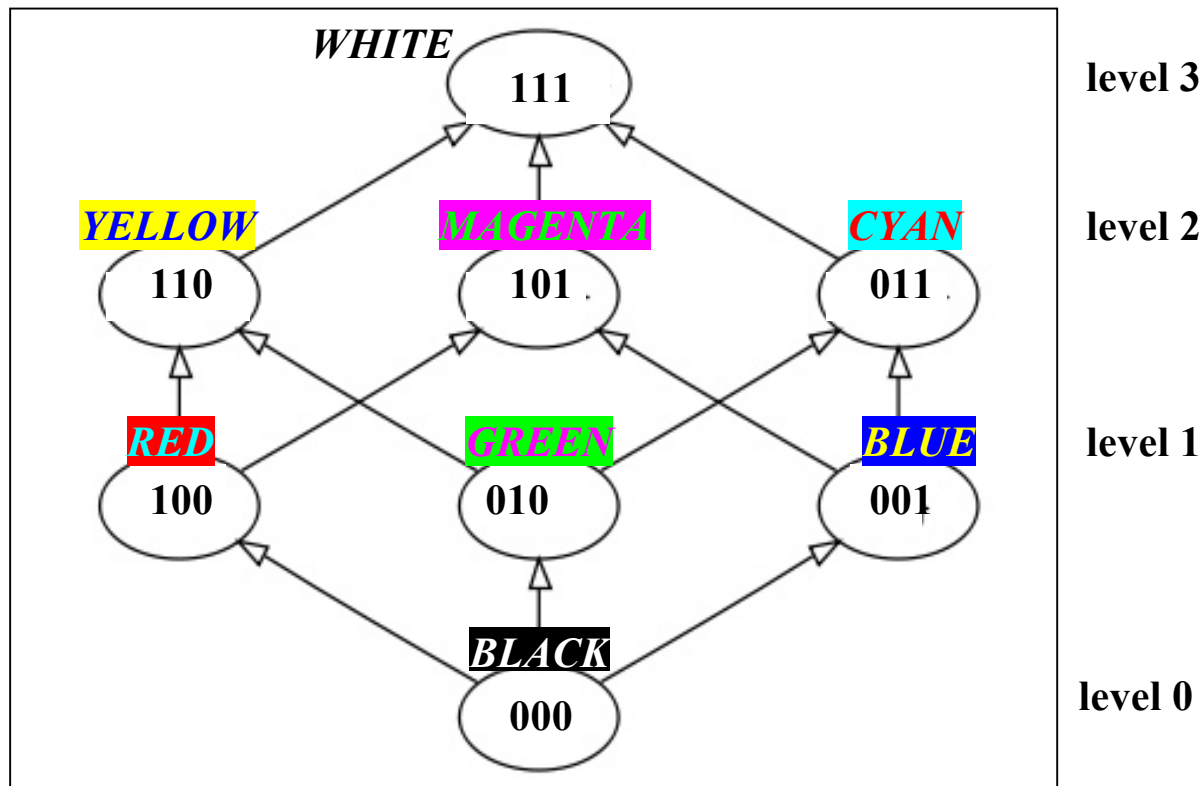 WHITE
111
level 3
YELLOW MAGENTA CYAN level 2
110 101 011
RED GREEN BLUE level 1
100 010 001
BLACK
000
level 0